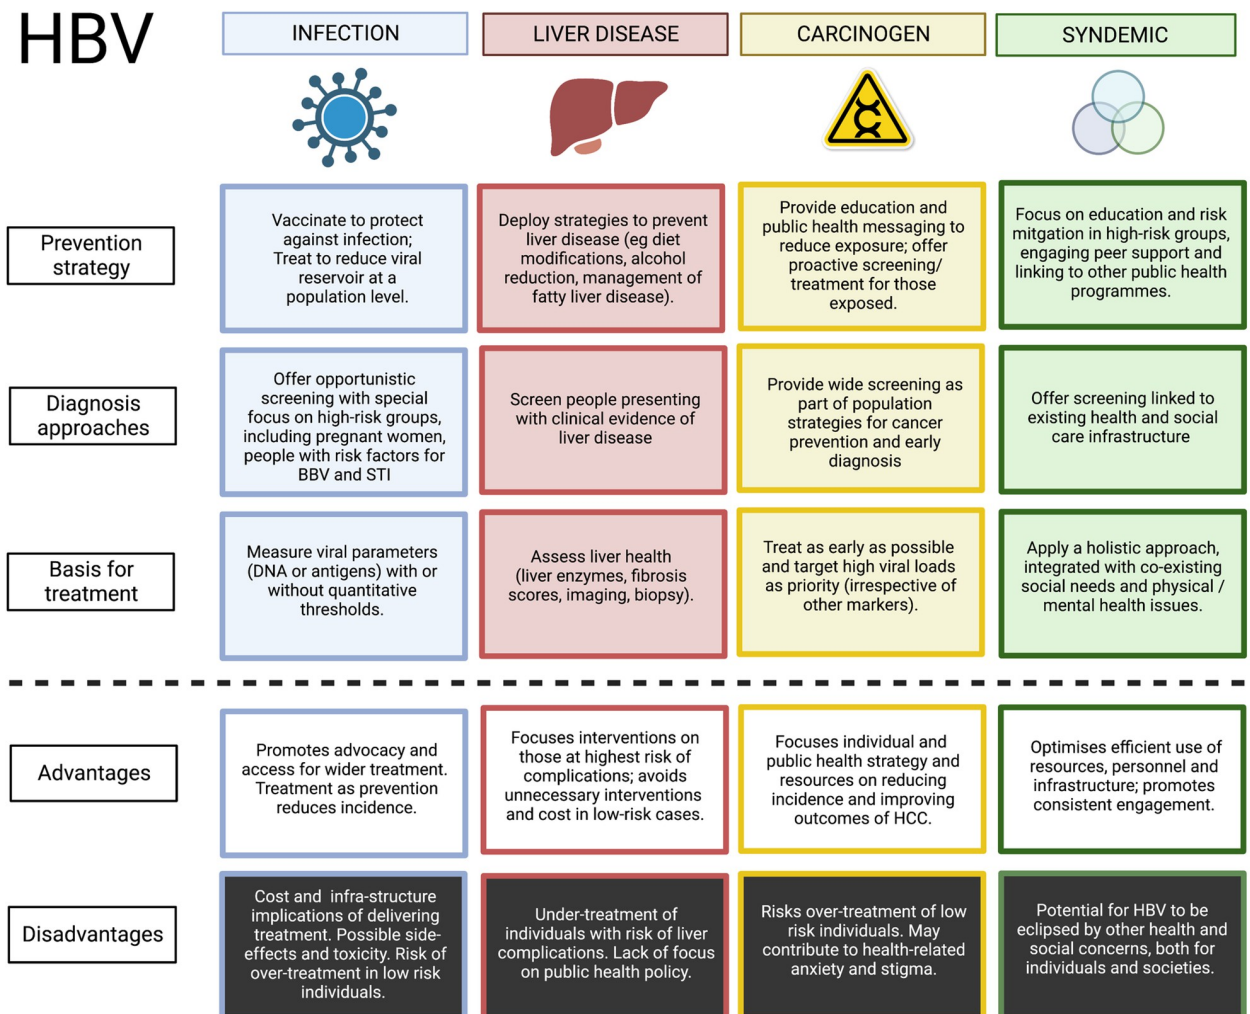 HBV
INFECTION
LIVER DISEASE
CARCINOGEN
SYNDEMIC
Prevention
strategy
Vaccinate to protect
against infection;
Treat to reduce viral
reservoir at a
population level.
Deploy strategies to prevent
liver disease (eg diet
modifications, alcohol
reduction, management of
fatty liver disease).
Provide education and
public health messaging to
reduce exposure; offer
proactive screening/
treatment for those
exposed.
Focus on education and risk
mitgation in high-risk groups,
engaging peer support and
linking to other public health
programmes.
Diagnosis
approaches
Offer opportunistic
screening with special
focus on high-risk groups,
including pregnant women,
people with risk factors for
BBV and STI
Screen people presenting
with clinical evidence of
liver disease
Provide wide screening as
part of population
strategies for cancer
prevention and early
diagnosis
Offer screening linked to
existing health and social
care infrastructure
Basis for
treatment
Measure viral parameters
(DNA or antigens) with or
without quantitative
thresholds.
Assess liver health
(liver enzymes, fibrosis
scores, imaging, biopsy).
Treat as early as possible
and target high viral loads
as priority (irrespective of
other markers).
Apply a holistic approach,
integrated with co-existing
social needs and physical /
mental health issues.
Advantages
Promotes advocacy and
access for wider treatment.
Treatment as prevention
reduces incidence.
Focuses interventions on
those at highest risk of
complications; avoids
unnecessary interventions
and cost in low-risk cases.
Focuses individual and
public health strategy and
resources on reducing
incidence and improving
outcomes of HCC.
Optimises efficient use of
resources, personnel and
infrastructure; promotes
consistent engagement.
Disadvantages
Cost and infra-structure
implications of delivering
treatment. Possible side-
effects and toxicity. Risk of
over-treatment in low risk
individuals.
Under-treatment of
individuals with risk of liver
complications. Lack of focus
on public health policy.
Risks over-treatment of low
risk individuals. May
contribute to health-related
anxiety and stigma.
Potential for HBV to be
eclipsed by other health and
social concerns, both for
individuals and societies.